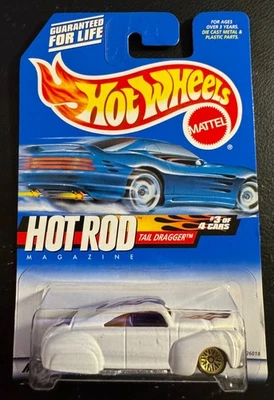 GUARANTEED
FOR LIFE
FOR AGES
OVER 3 YEARS.
DIE CAST METAL &
PLASTIC PARTS.
HOT WHEELS
MATTEL
HOT ROD
MAGAZINE
TAIL DRAGGER™
#3 OF
4 CARS
26018